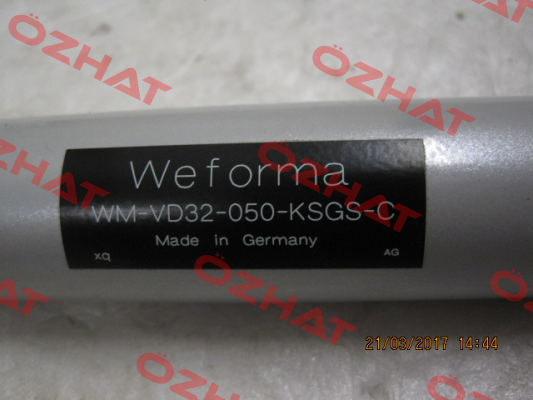 Weforma
WM-VD32-050-KSGS-C
Made in Germany
xq
AG
21/03/2017 14:44
ÖZHAT
ÖZHAT
ÖZHAT
ÖZHAT
ÖZHAT
ÖZHAT
ÖZHAT
ÖZHAT